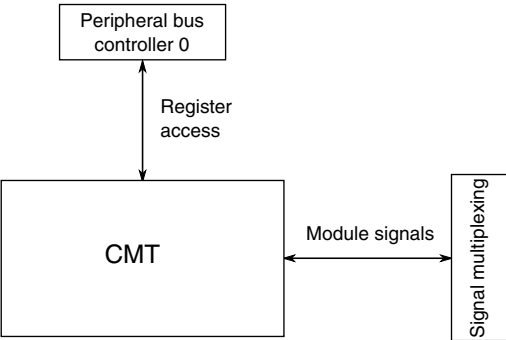 Peripheral bus
controller 0
Register
access
CMT
Module signals
Signal multiplexing